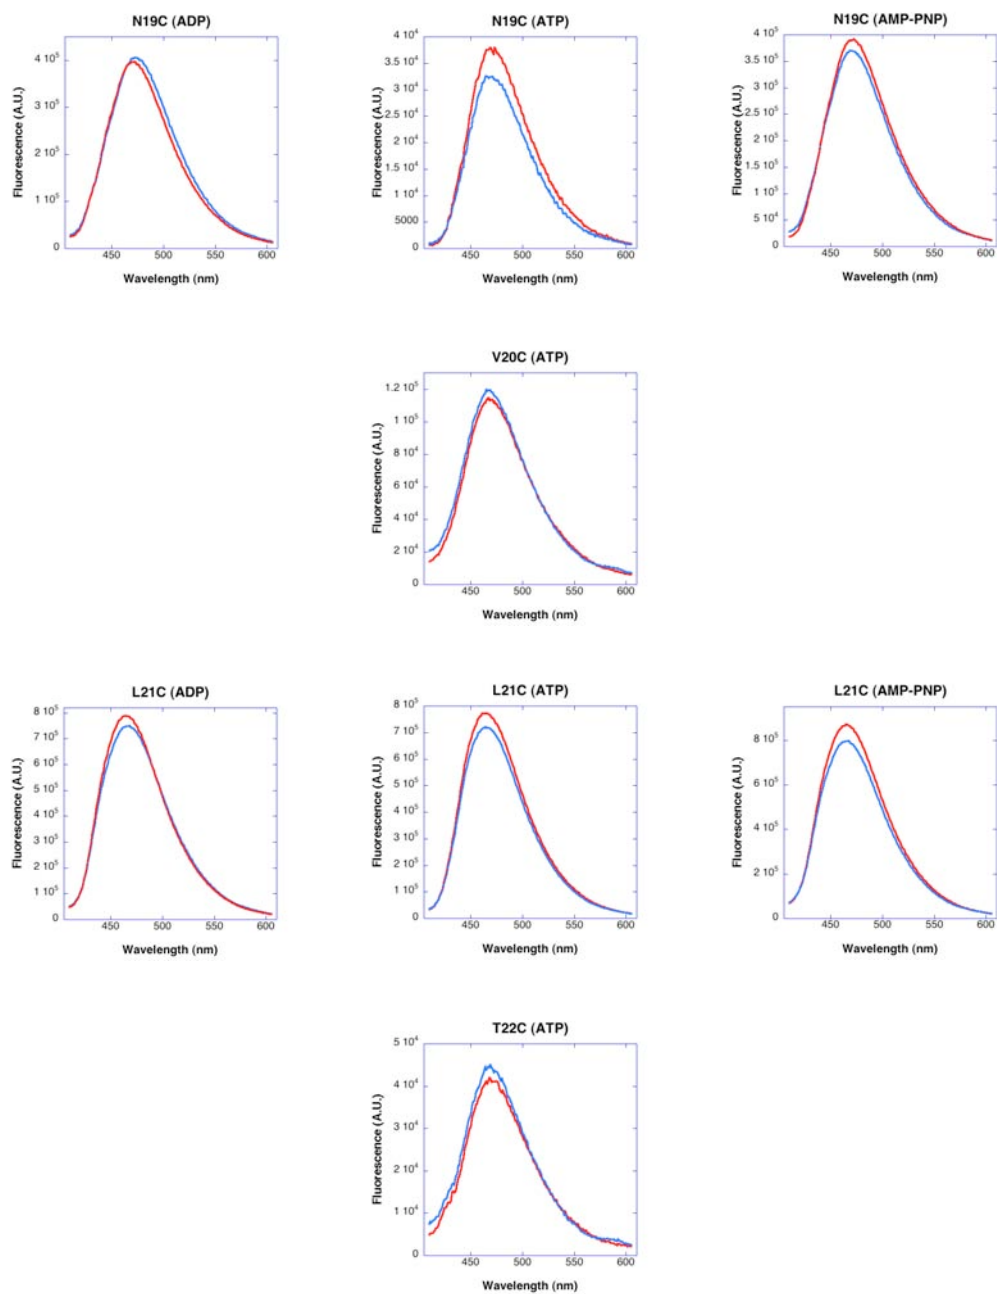 N19C (ADP)
4 10⁵
3 10⁵
2 10⁵
1 10⁵
0
450 500 550 600
Fluorescence (A.U.)
Wavelength (nm)
N19C (ATP)
4 10⁴
3.5 10⁴
3 10⁴
2.5 10⁴
2 10⁴
1.5 10⁴
1 10⁴
5000
0
450 500 550 600
Fluorescence (A.U.)
Wavelength (nm)
N19C (AMP-PNP)
4 10⁵
3.5 10⁵
3 10⁵
2.5 10⁵
2 10⁵
1.5 10⁵
1 10⁵
5 10⁴
0
450 500 550 600
Fluorescence (A.U.)
Wavelength (nm)
V20C (ATP)
1.2 10⁵
1 10⁵
8 10⁴
6 10⁴
4 10⁴
2 10⁴
0
450 500 550 600
Fluorescence (A.U.)
Wavelength (nm)
L21C (ADP)
8 10⁵
7 10⁵
6 10⁵
5 10⁵
4 10⁵
3 10⁵
2 10⁵
1 10⁵
0
450 500 550 600
Fluorescence (A.U.)
Wavelength (nm)
L21C (ATP)
8 10⁵
7 10⁵
6 10⁵
5 10⁵
4 10⁵
3 10⁵
2 10⁵
1 10⁵
0
450 500 550 600
Fluorescence (A.U.)
Wavelength (nm)
L21C (AMP-PNP)
8 10⁵
6 10⁵
4 10⁵
2 10⁵
0
450 500 550 600
Fluorescence (A.U.)
Wavelength (nm)
T22C (ATP)
5 10⁴
4 10⁴
3 10⁴
2 10⁴
1 10⁴
0
450 500 550 600
Fluorescence (A.U.)
Wavelength (nm)